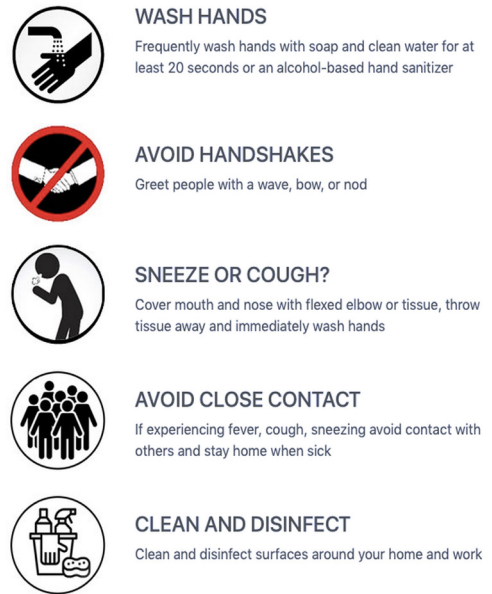 WASH HANDS
Frequently wash hands with soap and clean water for at
least 20 seconds or an alcohol-based hand sanitizer
AVOID HANDSHAKES
Greet people with a wave, bow, or nod
SNEEZE OR COUGH?
Cover mouth and nose with flexed elbow or tissue, throw
tissue away and immediately wash hands
AVOID CLOSE CONTACT
If experiencing fever, cough, sneezing avoid contact with
others and stay home when sick
CLEAN AND DISINFECT
Clean and disinfect surfaces around your home and work